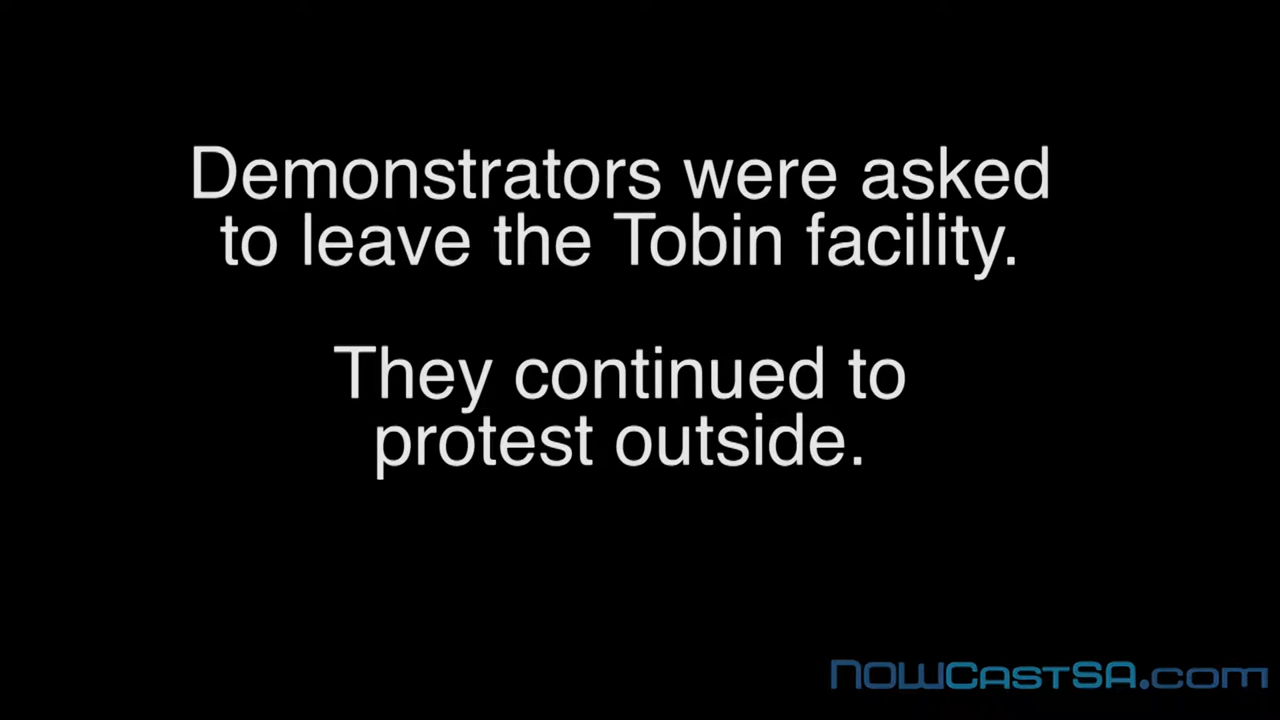 Demonstrators were asked
to leave the Tobin facility.
They continued to
protest outside.
NOWCastSA.com